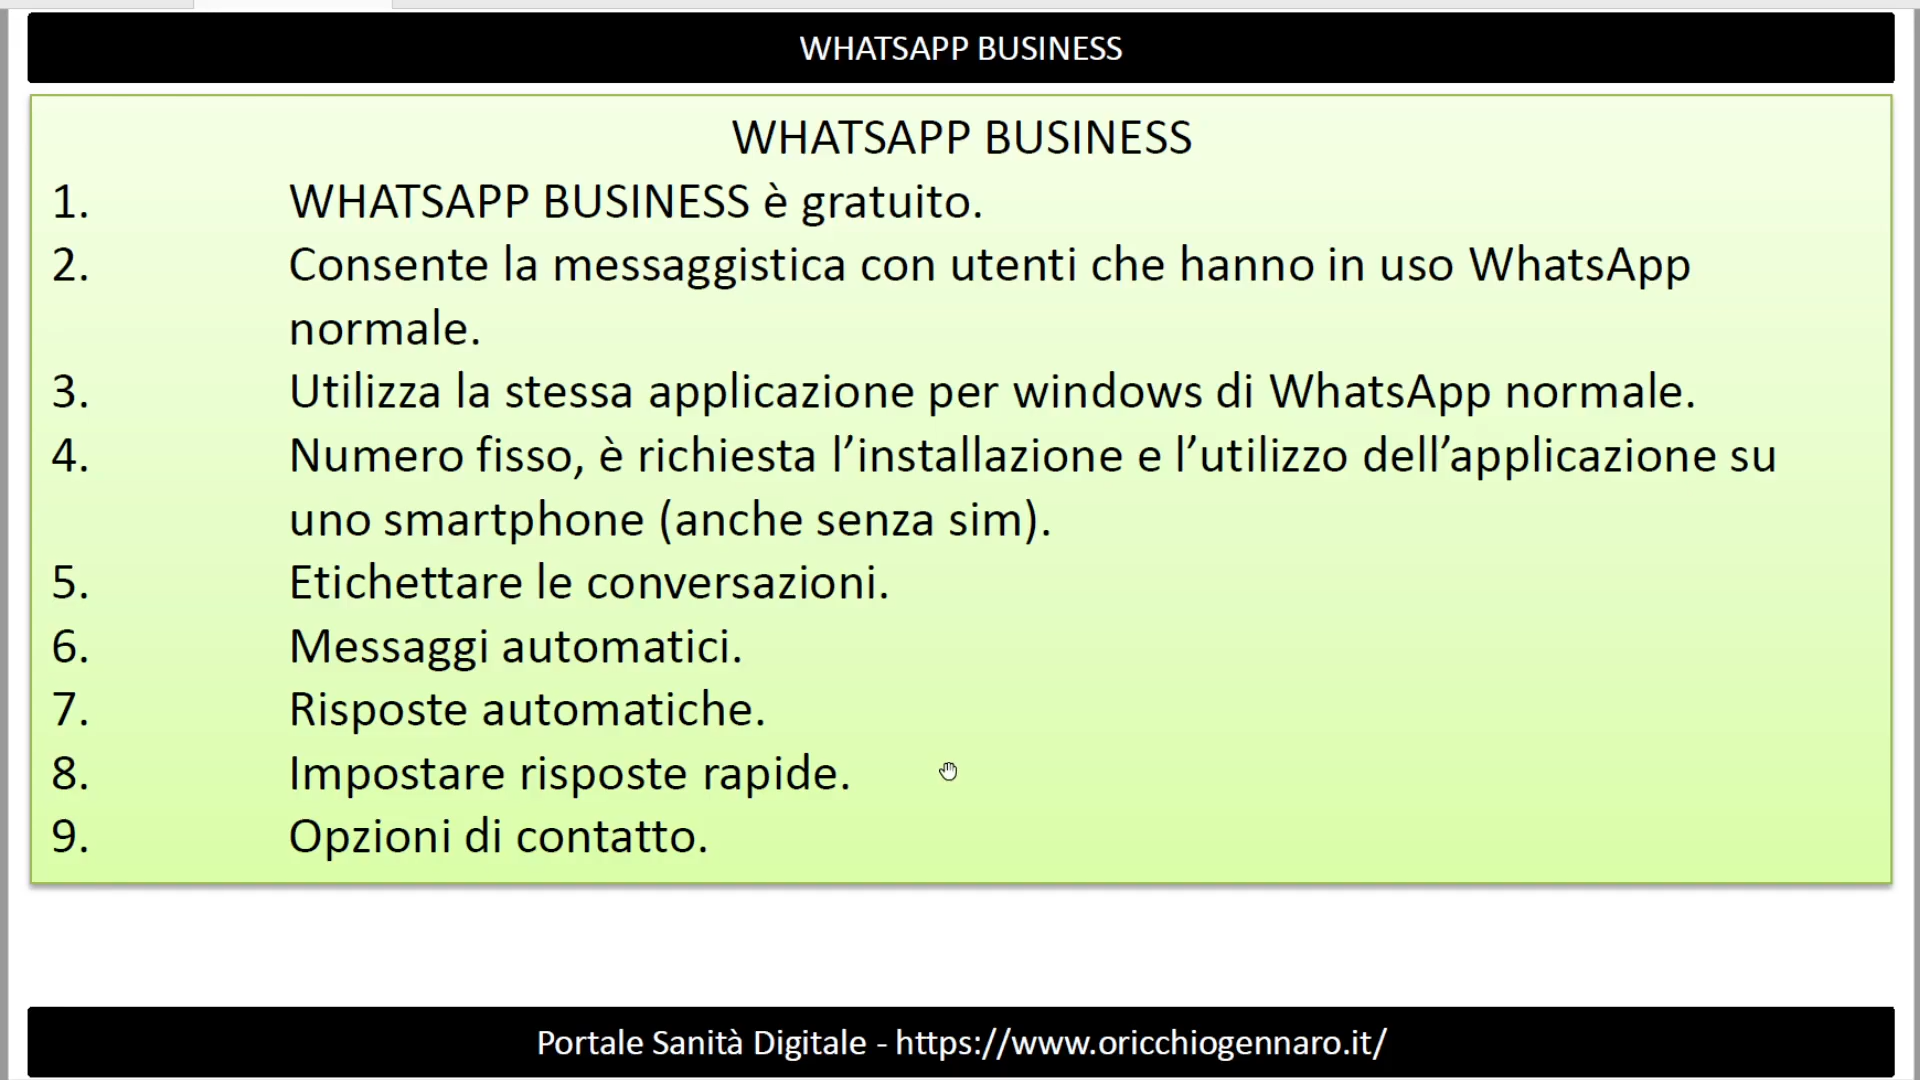 WHATSAPP BUSINESS
WHATSAPP BUSINESS
1. WHATSAPP BUSINESS è gratuito.
2. Consente la messaggistica con utenti che hanno in uso WhatsApp
normale.
3. Utilizza la stessa applicazione per windows di WhatsApp normale.
4. Numero fisso, è richiesta l’installazione e l’utilizzo dell’applicazione su
uno smartphone (anche senza sim).
5. Etichettare le conversazioni.
6. Messaggi automatici.
7. Risposte automatiche.
8. Impostare risposte rapide.
9. Opzioni di contatto.
Portale Sanità Digitale - https://www.oricchiogennaro.it/